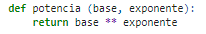 def potencia (base, exponente):
    return base ** exponente